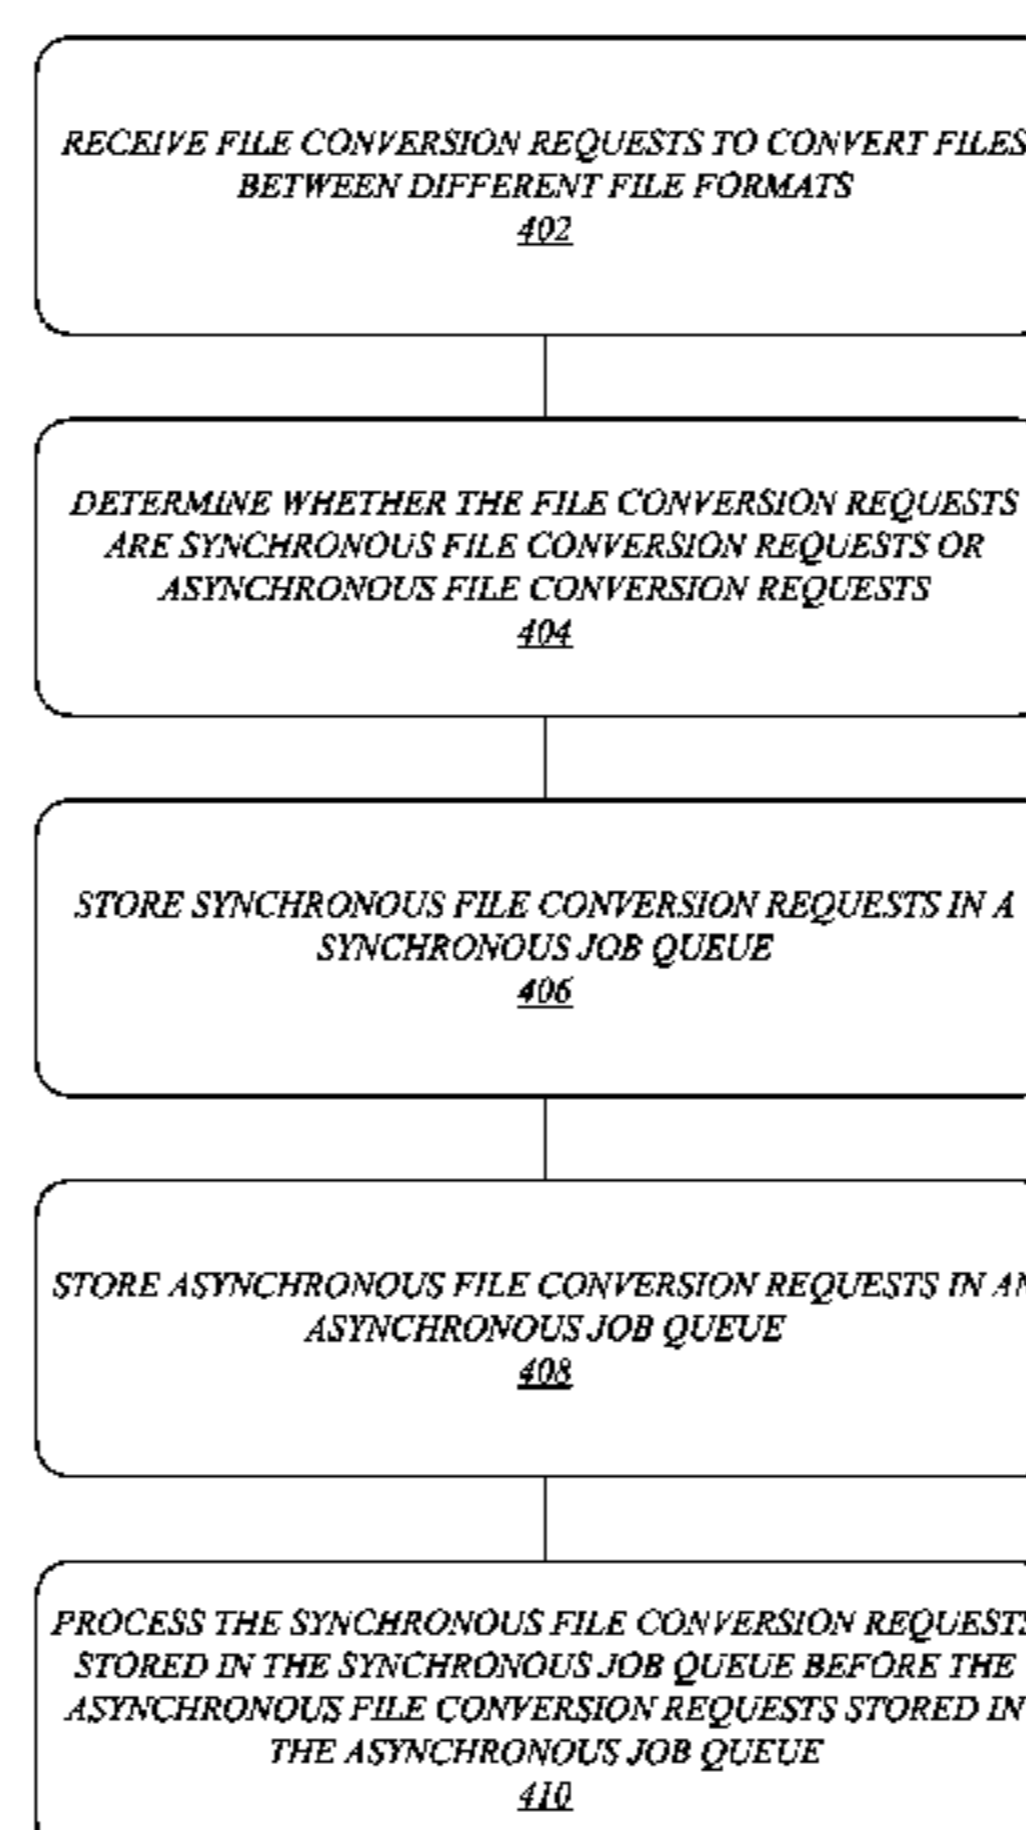 RECEIVE FILE CONVERSION REQUESTS TO CONVERT FILES
BETWEEN DIFFERENT FILE FORMATS
402
DETERMINE WHETHER THE FILE CONVERSION REQUESTS
ARE SYNCHRONOUS FILE CONVERSION REQUESTS OR
ASYNCHRONOUS FILE CONVERSION REQUESTS
404
STORE SYNCHRONOUS FILE CONVERSION REQUESTS IN A
SYNCHRONOUS JOB QUEUE
406
STORE ASYNCHRONOUS FILE CONVERSION REQUESTS IN AN
ASYNCHRONOUS JOB QUEUE
408
PROCESS THE SYNCHRONOUS FILE CONVERSION REQUESTS
STORED IN THE SYNCHRONOUS JOB QUEUE BEFORE THE
ASYNCHRONOUS FILE CONVERSION REQUESTS STORED IN
THE ASYNCHRONOUS JOB QUEUE
410